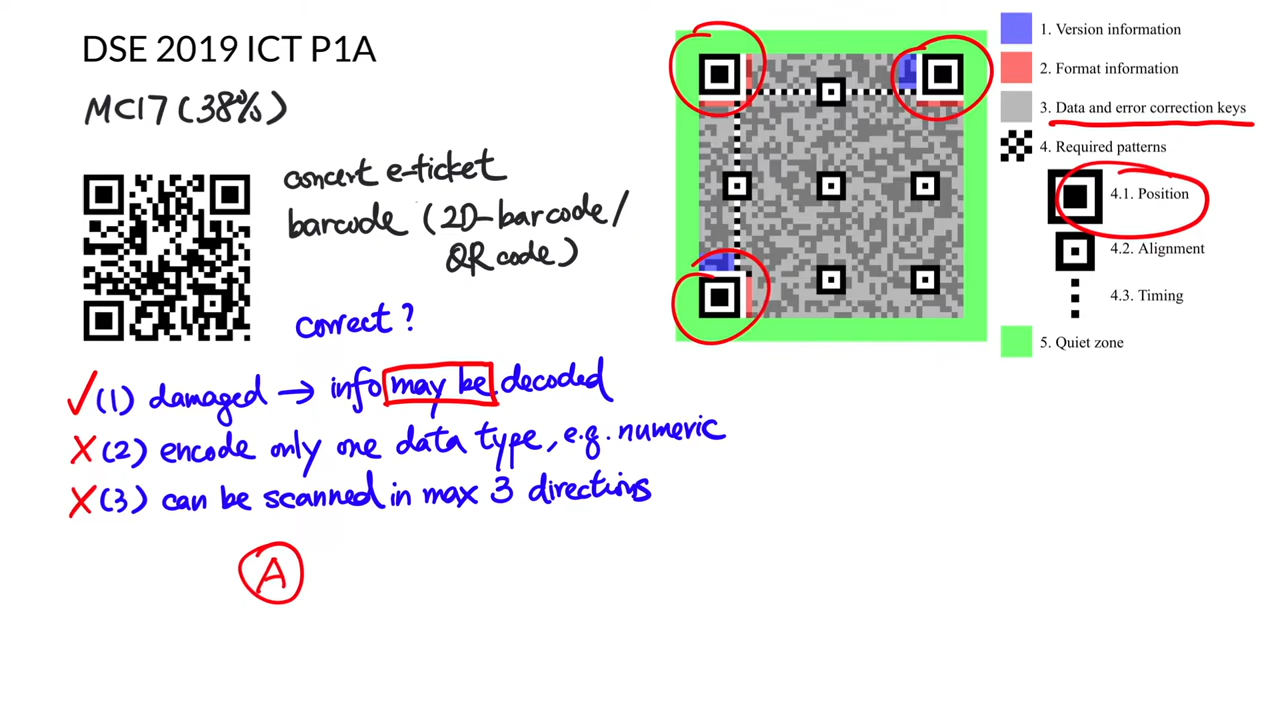 DSE 2019 ICT P1A
MC17 (38%)
concert e-ticket
barcode (2D-barcode/
QR code)
correct?
✓(1) damaged → info may be decoded
✗(2) encode only one data type, e.g. numeric
✗(3) can be scanned in max 3 directions
A
1. Version information
2. Format information
3. Data and error correction keys
4. Required patterns
4.1. Position
4.2. Alignment
4.3. Timing
5. Quiet zone